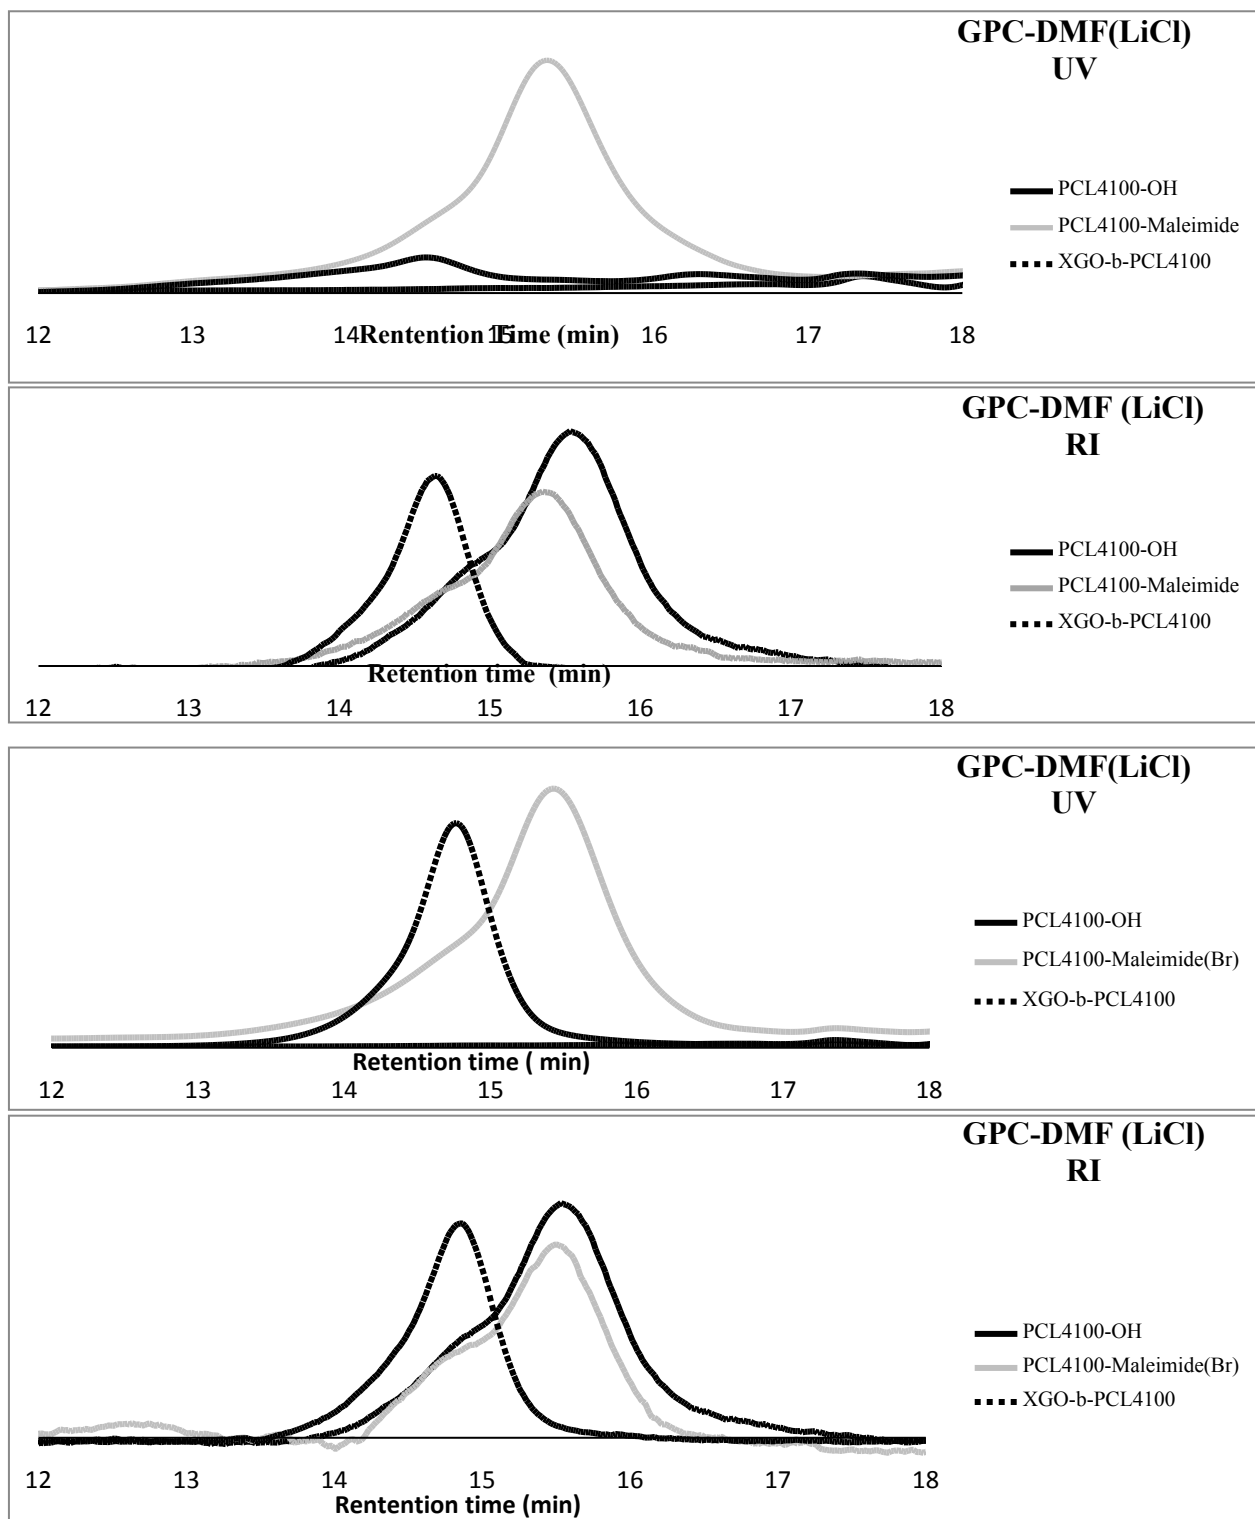 GPC-DMF(LiCl)
UV
PCL4100-OH
PCL4100-Maleimide
XGO-b-PCL4100
12 13 14 15 16 17 18
Rentention Time (min)
GPC-DMF (LiCl)
RI
PCL4100-OH
PCL4100-Maleimide
XGO-b-PCL4100
Retention time (min)
12 13 14 15 16 17 18
GPC-DMF(LiCl)
UV
PCL4100-OH
PCL4100-Maleimide(Br)
XGO-b-PCL4100
Retention time ( min)
12 13 14 15 16 17 18
GPC-DMF (LiCl)
RI
PCL4100-OH
PCL4100-Maleimide(Br)
XGO-b-PCL4100
12 13 14 15 16 17 18
Rentention time (min)